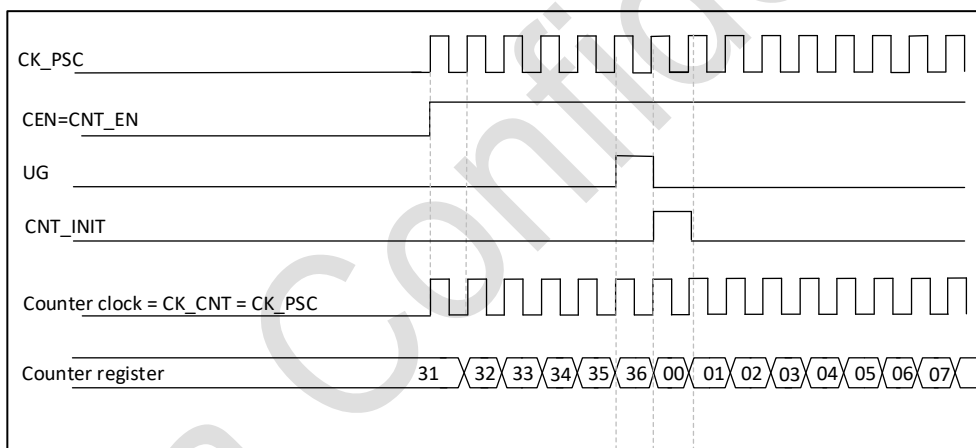 CK_PSC
CEN=CNT_EN
UG
CNT_INIT
Counter clock = CK_CNT = CK_PSC
Counter register 31 32 33 34 35 36 00 01 02 03 04 05 06 07